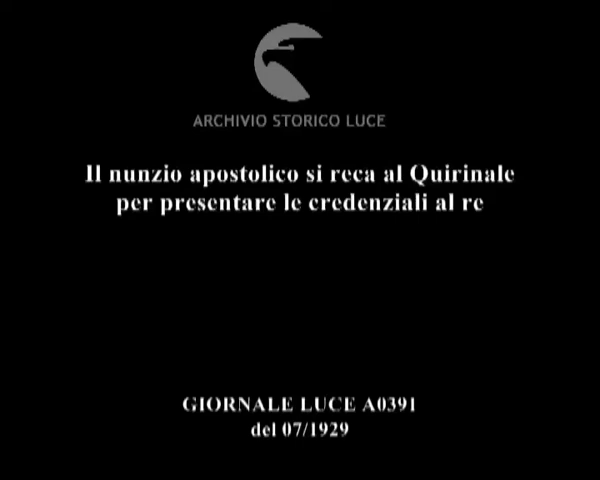 ARCHIVIO STORICO LUCE
Il nunzio apostolico si reca al Quirinale
per presentare le credenziali al re
GIORNALE LUCE A0391
del 07/1929